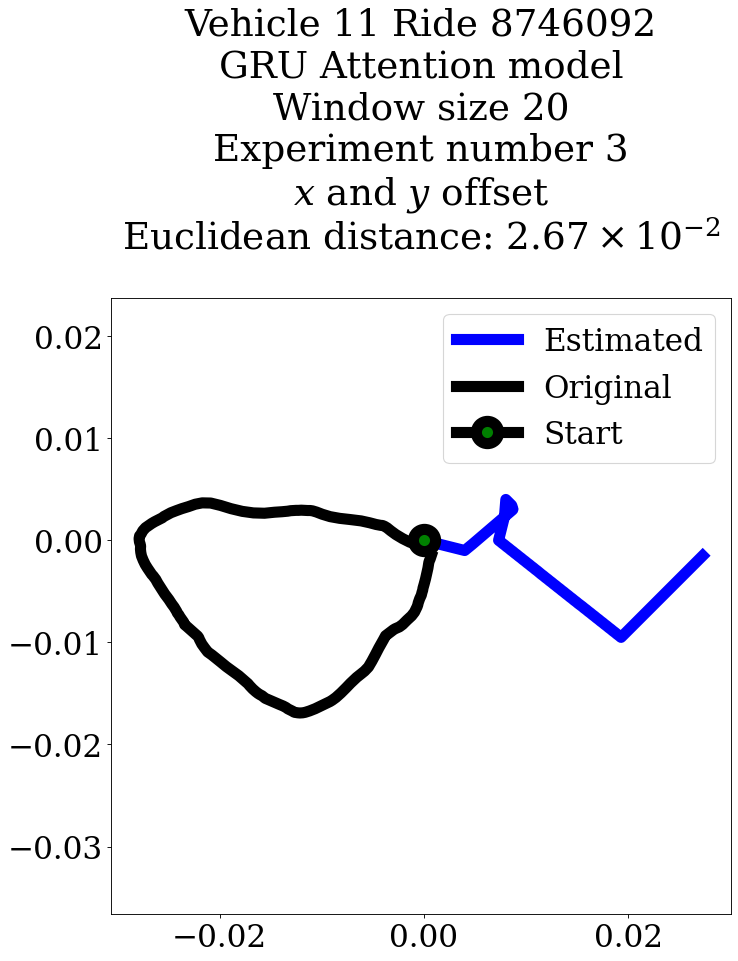 Vehicle 11 Ride 8746092
GRU Attention model
Window size 20
Experiment number 3
x and y offset
Euclidean distance: 2.67 × 10⁻²
Estimated
Original
Start
0.02
0.01
0.00
−0.01
−0.02
−0.03
−0.02
0.00
0.02